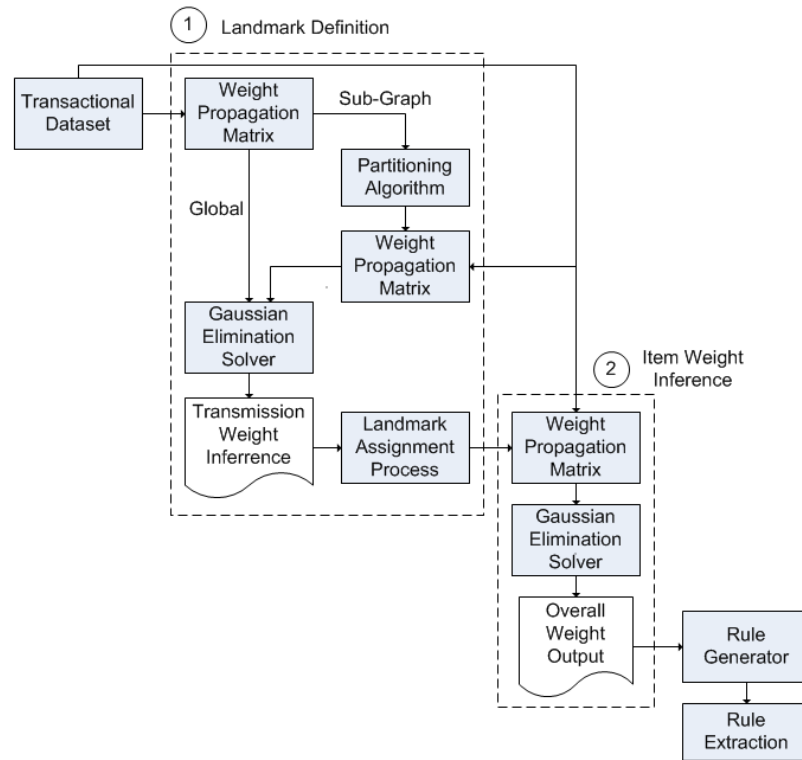 1
Landmark Definition
Transactional
Dataset
Weight
Propagation
Matrix
Sub-Graph
Partitioning
Algorithm
Global
Weight
Propagation
Matrix
Gaussian
Elimination
Solver
Transmission
Weight
Inferrence
Landmark
Assignment
Process
2
Item Weight
Inference
Weight
Propagation
Matrix
Gaussian
Elimination
Solver
Overall
Weight
Output
Rule
Generator
Rule
Extraction